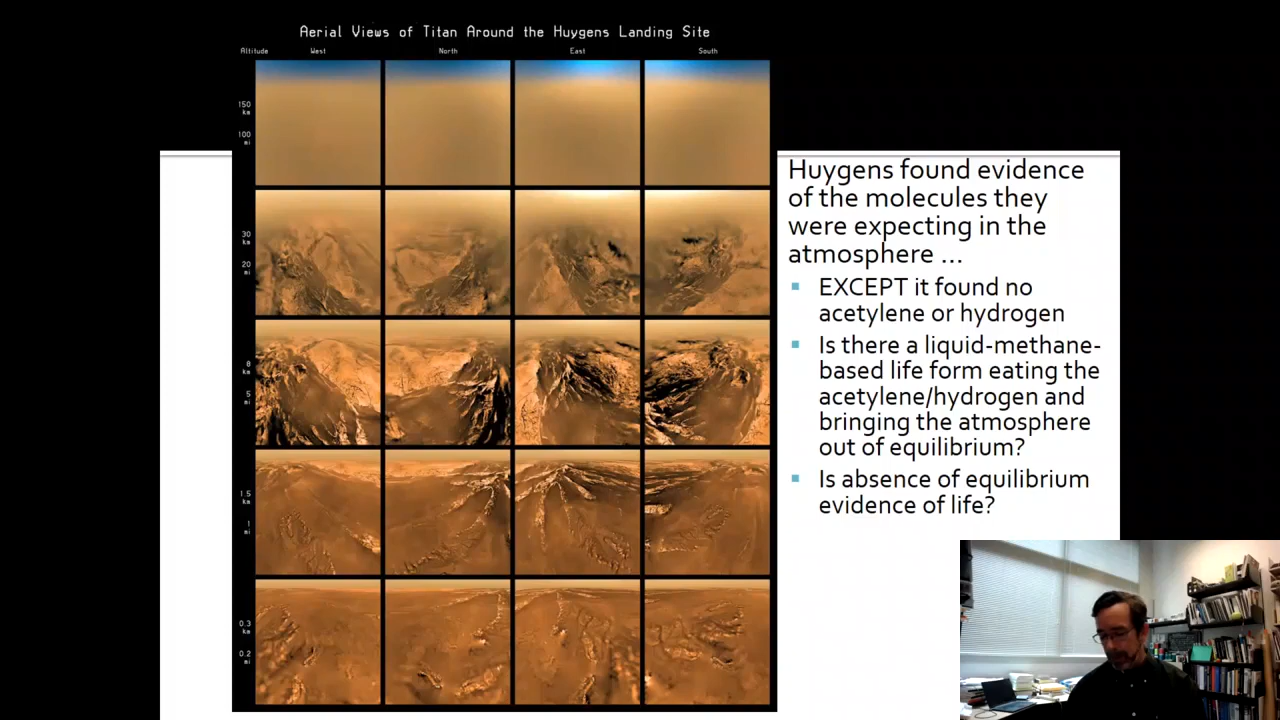 Aerial Views of Titan Around the Huygens Landing Site
Altitude West North East South
150
km
100
mi
30
km
20
mi
8
km
5
mi
1.5
km
1
mi
0.3
km
0.2
mi
Huygens found evidence
of the molecules they
were expecting in the
atmosphere ...
▪ EXCEPT it found no
acetylene or hydrogen
▪ Is there a liquid-methane-
based life form eating the
acetylene/hydrogen and
bringing the atmosphere
out of equilibrium?
▪ Is absence of equilibrium
evidence of life?